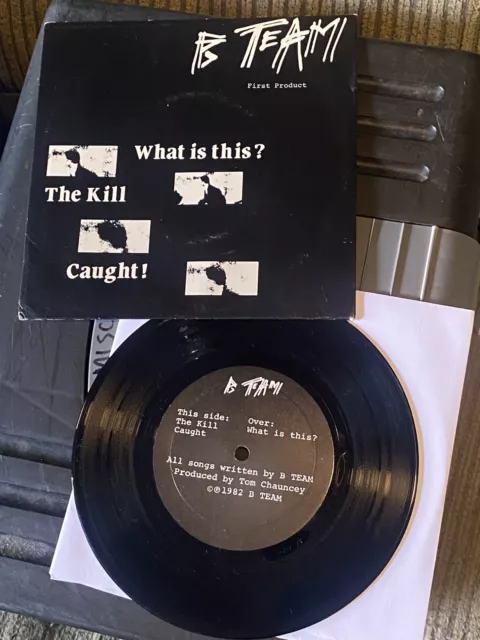 B TEAM
First Product
What is this?
The Kill
Caught!
B TEAM
This side:
The Kill
Caught
Over:
What is this?
All songs written by B TEAM
Produced by Tom Chauncey
©℗1982 B TEAM